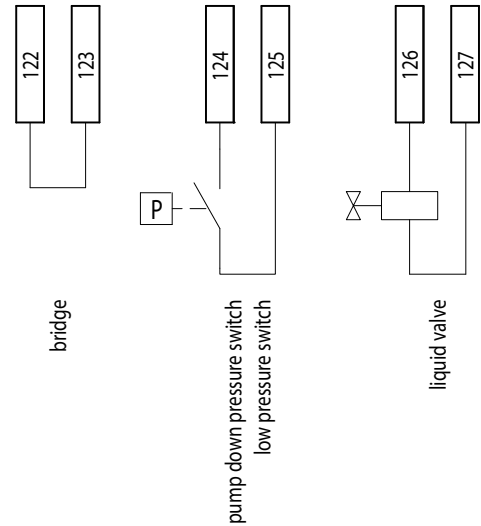 122
123
124
125
126
127
P
bridge
pump down pressure switch
low pressure switch
liquid valve